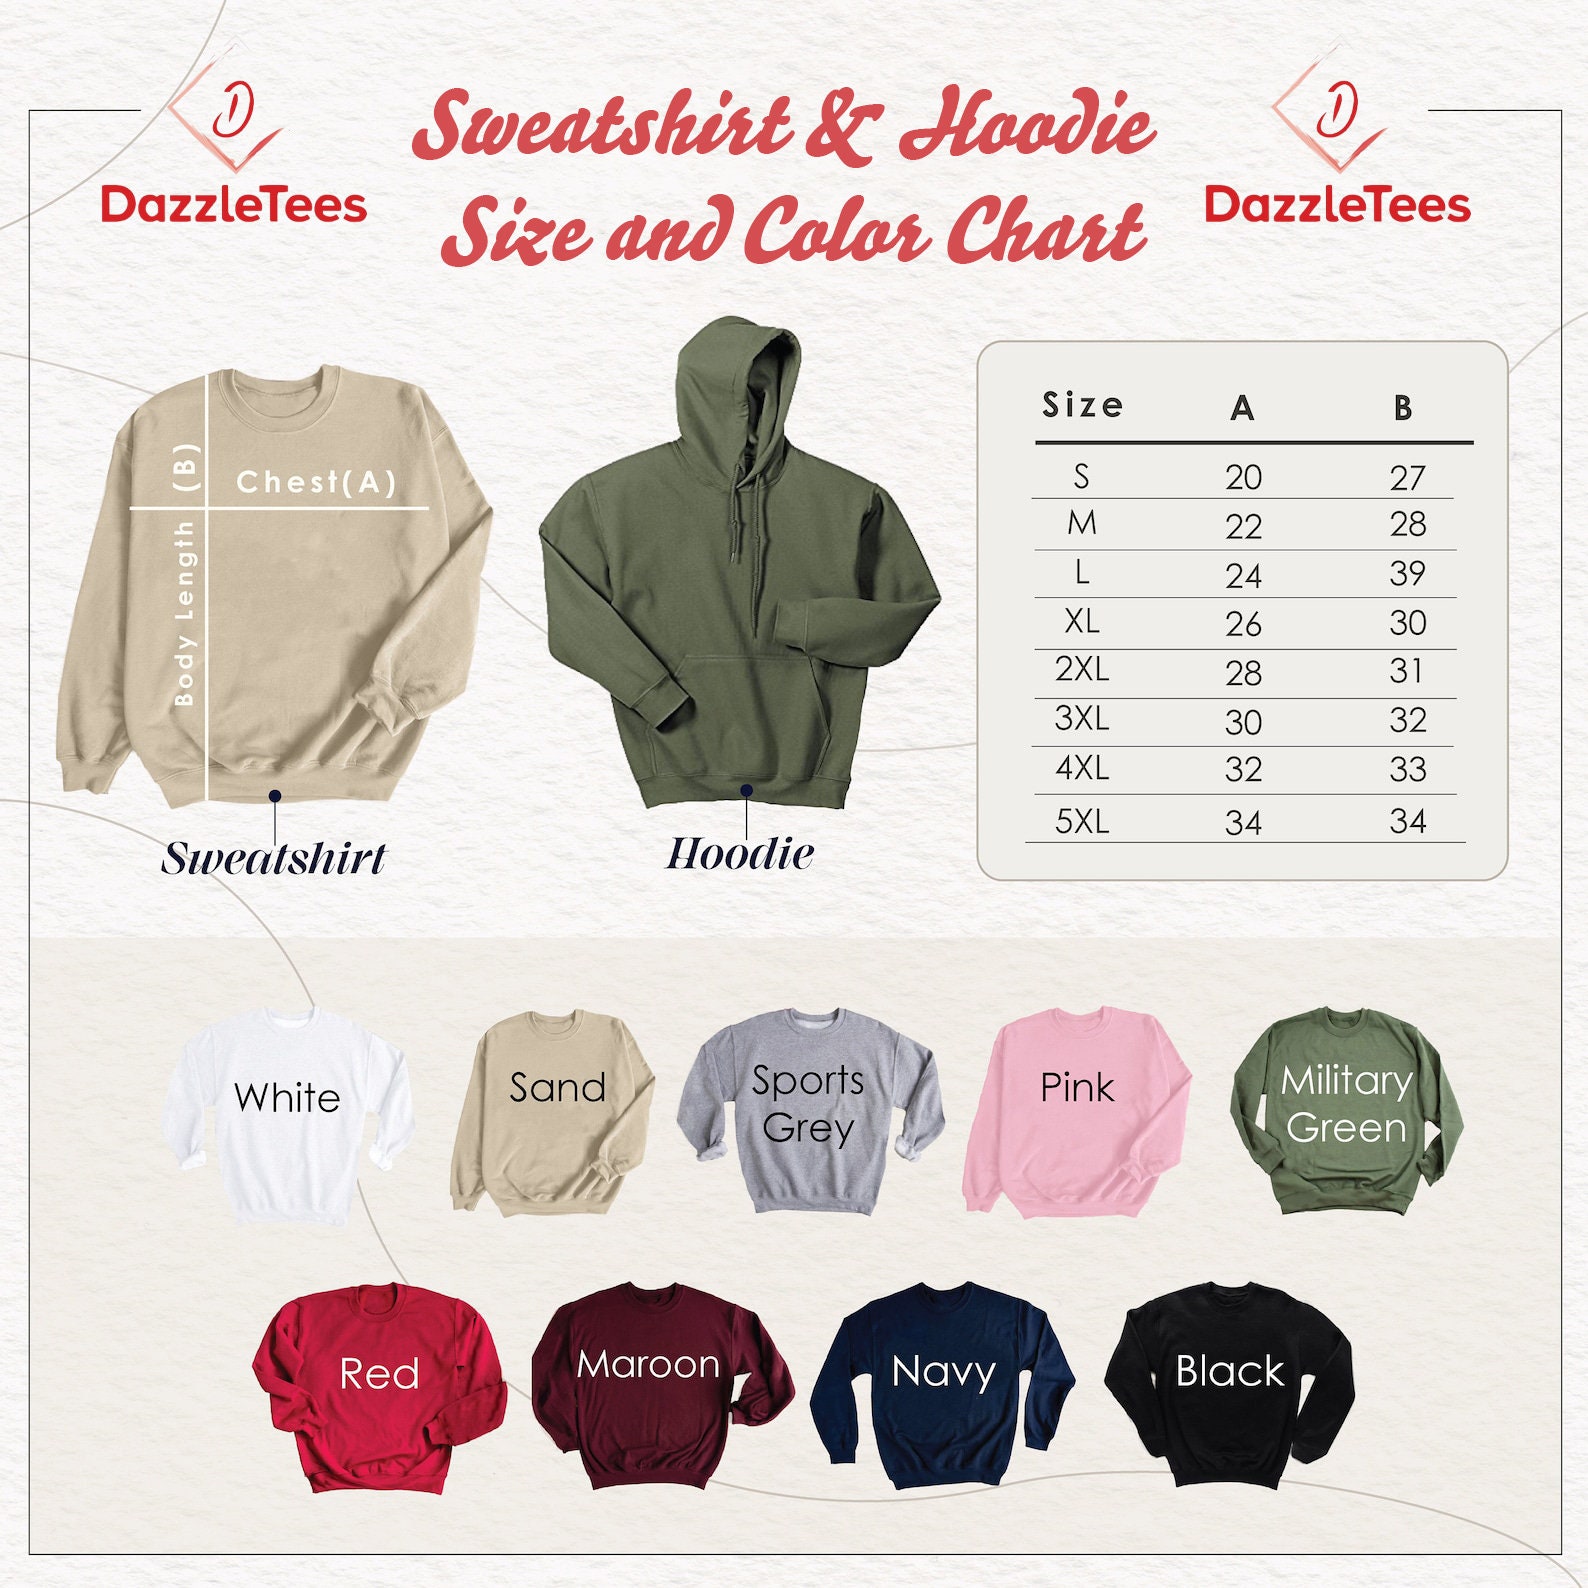 D
DazzleTees
Sweatshirt & Hoodie
Size and Color Chart
D
DazzleTees
Chest(A)
Body Length (B)
Sweatshirt
Hoodie
Size A B
S 20 27
M 22 28
L 24 39
XL 26 30
2XL 28 31
3XL 30 32
4XL 32 33
5XL 34 34
White
Sand
Sports
Grey
Pink
Military
Green
Red
Maroon
Navy
Black